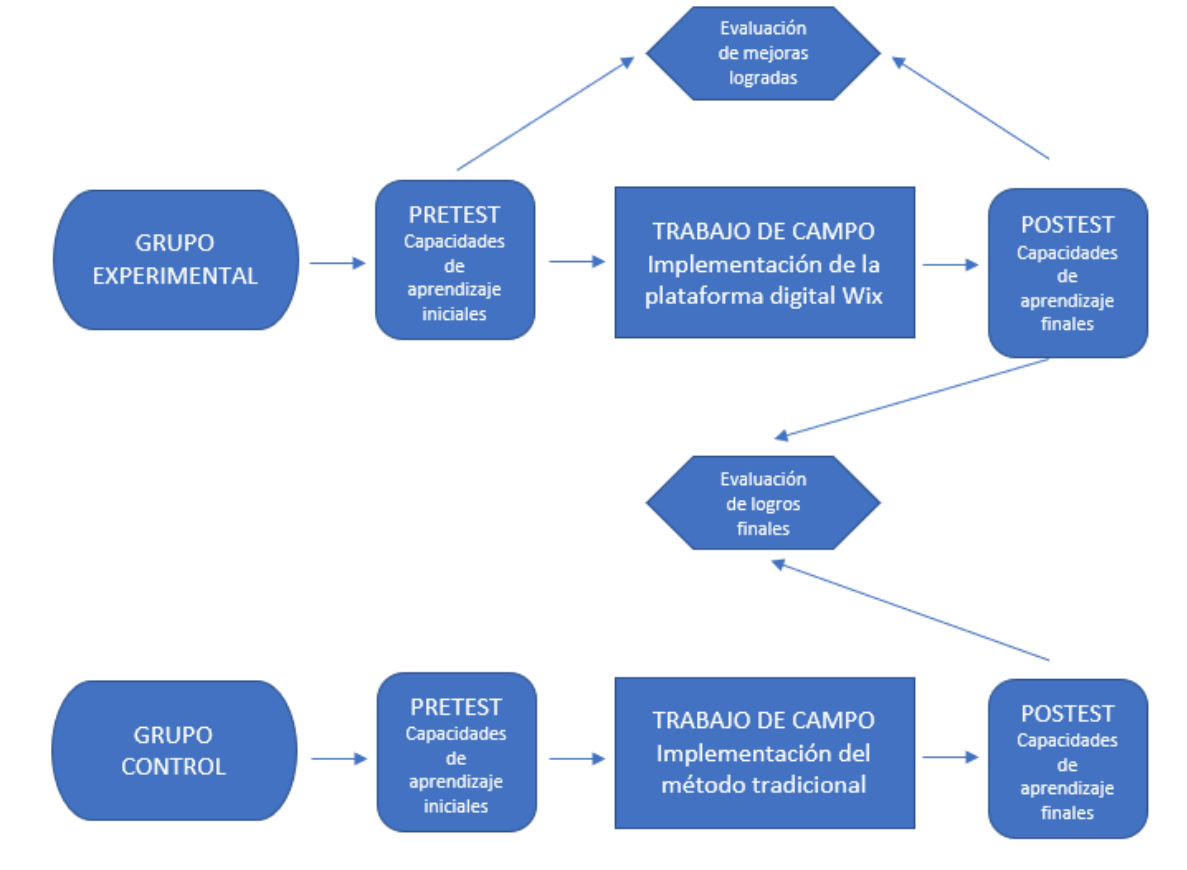 Evaluación
de mejoras
logradas
GRUPO
EXPERIMENTAL
PRETEST
Capacidades
de
aprendizaje
iniciales
TRABAJO DE CAMPO
Implementación de la
plataforma digital Wix
POSTEST
Capacidades
de
aprendizaje
finales
Evaluación
de logros
finales
GRUPO
CONTROL
PRETEST
Capacidades
de
aprendizaje
iniciales
TRABAJO DE CAMPO
Implementación del
método tradicional
POSTEST
Capacidades
de
aprendizaje
finales